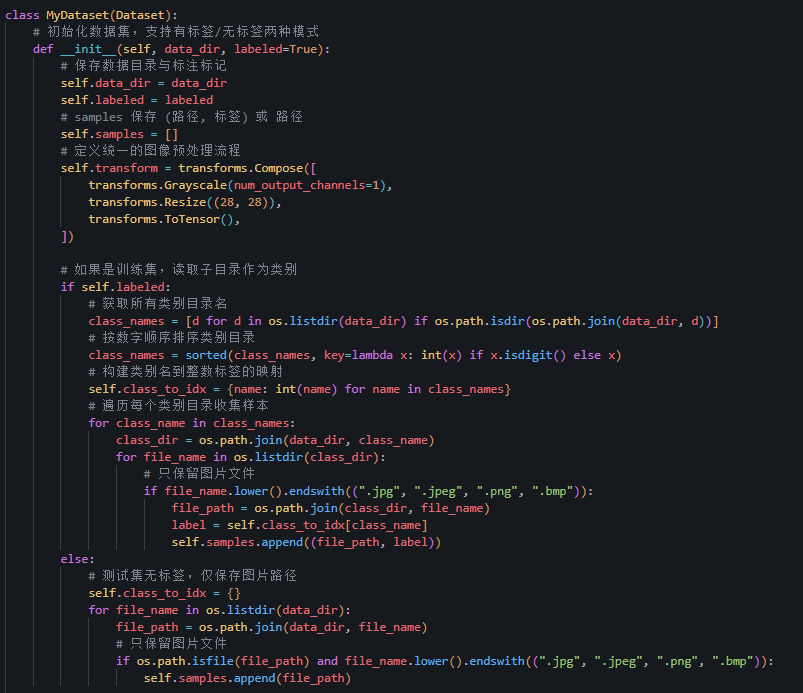 class MyDataset(Dataset):
    # 初始化数据集，支持有标签/无标签两种模式
    def __init__(self, data_dir, labeled=True):
        # 保存数据目录与标注标记
        self.data_dir = data_dir
        self.labeled = labeled
        # samples 保存 (路径, 标签) 或 路径
        self.samples = []
        # 定义统一的图像预处理流程
        self.transform = transforms.Compose([
            transforms.Grayscale(num_output_channels=1),
            transforms.Resize((28, 28)),
            transforms.ToTensor(),
        ])

        # 如果是训练集，读取子目录作为类别
        if self.labeled:
            # 获取所有类别目录名
            class_names = [d for d in os.listdir(data_dir) if os.path.isdir(os.path.join(data_dir, d))]
            # 按数字顺序排序类别目录
            class_names = sorted(class_names, key=lambda x: int(x) if x.isdigit() else x)
            # 构建类别名到整数标签的映射
            self.class_to_idx = {name: int(name) for name in class_names}
            # 遍历每个类别目录收集样本
            for class_name in class_names:
                class_dir = os.path.join(data_dir, class_name)
                for file_name in os.listdir(class_dir):
                    # 只保留图片文件
                    if file_name.lower().endswith((".jpg", ".jpeg", ".png", ".bmp")):
                        file_path = os.path.join(class_dir, file_name)
                        label = self.class_to_idx[class_name]
                        self.samples.append((file_path, label))
        else:
            # 测试集无标签，仅保存图片路径
            self.class_to_idx = {}
            for file_name in os.listdir(data_dir):
                file_path = os.path.join(data_dir, file_name)
                # 只保留图片文件
                if os.path.isfile(file_path) and file_name.lower().endswith((".jpg", ".jpeg", ".png", ".bmp")):
                    self.samples.append(file_path)